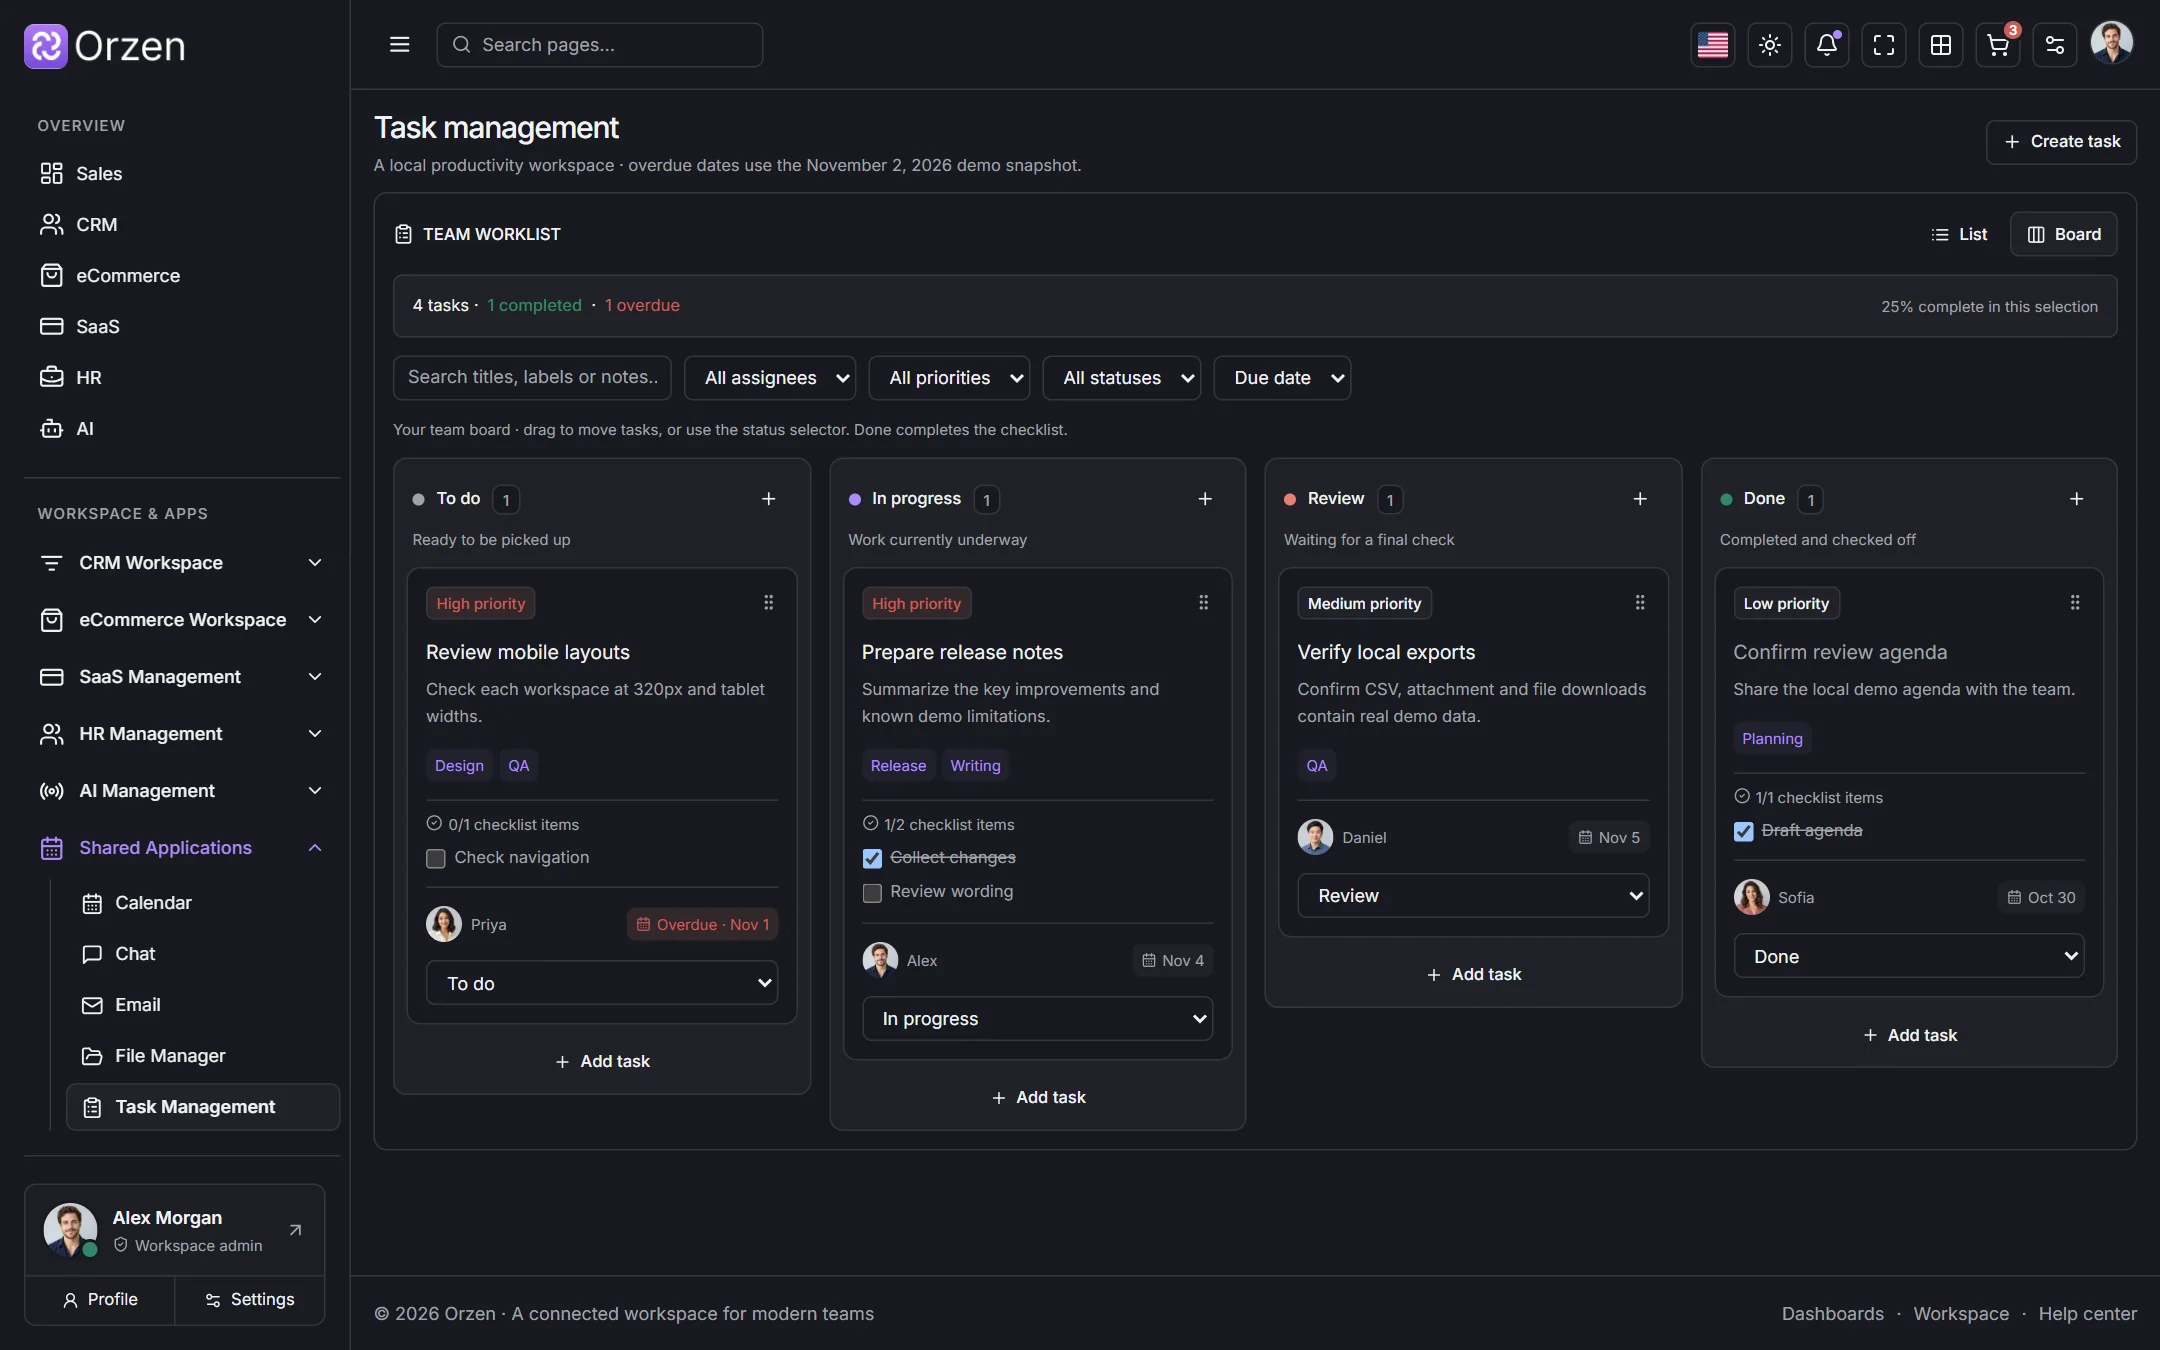 Orzen
Search pages...
3
OVERVIEW
Sales
CRM
eCommerce
SaaS
HR
AI
WORKSPACE & APPS
CRM Workspace
eCommerce Workspace
SaaS Management
HR Management
AI Management
Shared Applications
Calendar
Chat
Email
File Manager
Task Management
Alex Morgan
Workspace admin
Profile
Settings
Task management
A local productivity workspace · overdue dates use the November 2, 2026 demo snapshot.
Create task
TEAM WORKLIST
List
Board
4 tasks · 1 completed · 1 overdue
25% complete in this selection
Search titles, labels or notes..
All assignees
All priorities
All statuses
Due date
Your team board · drag to move tasks, or use the status selector. Done completes the checklist.
To do 1
Ready to be picked up
High priority
Review mobile layouts
Check each workspace at 320px and tablet
widths.
Design QA
0/1 checklist items
Check navigation
Priya
Overdue · Nov 1
To do
Add task
In progress 1
Work currently underway
High priority
Prepare release notes
Summarize the key improvements and
known demo limitations.
Release Writing
1/2 checklist items
Collect changes
Review wording
Alex
Nov 4
In progress
Add task
Review 1
Waiting for a final check
Medium priority
Verify local exports
Confirm CSV, attachment and file downloads
contain real demo data.
QA
Daniel
Nov 5
Review
Add task
Done 1
Completed and checked off
Low priority
Confirm review agenda
Share the local demo agenda with the team.
Planning
1/1 checklist items
Draft agenda
Sofia
Oct 30
Done
Add task
© 2026 Orzen · A connected workspace for modern teams
Dashboards · Workspace · Help center